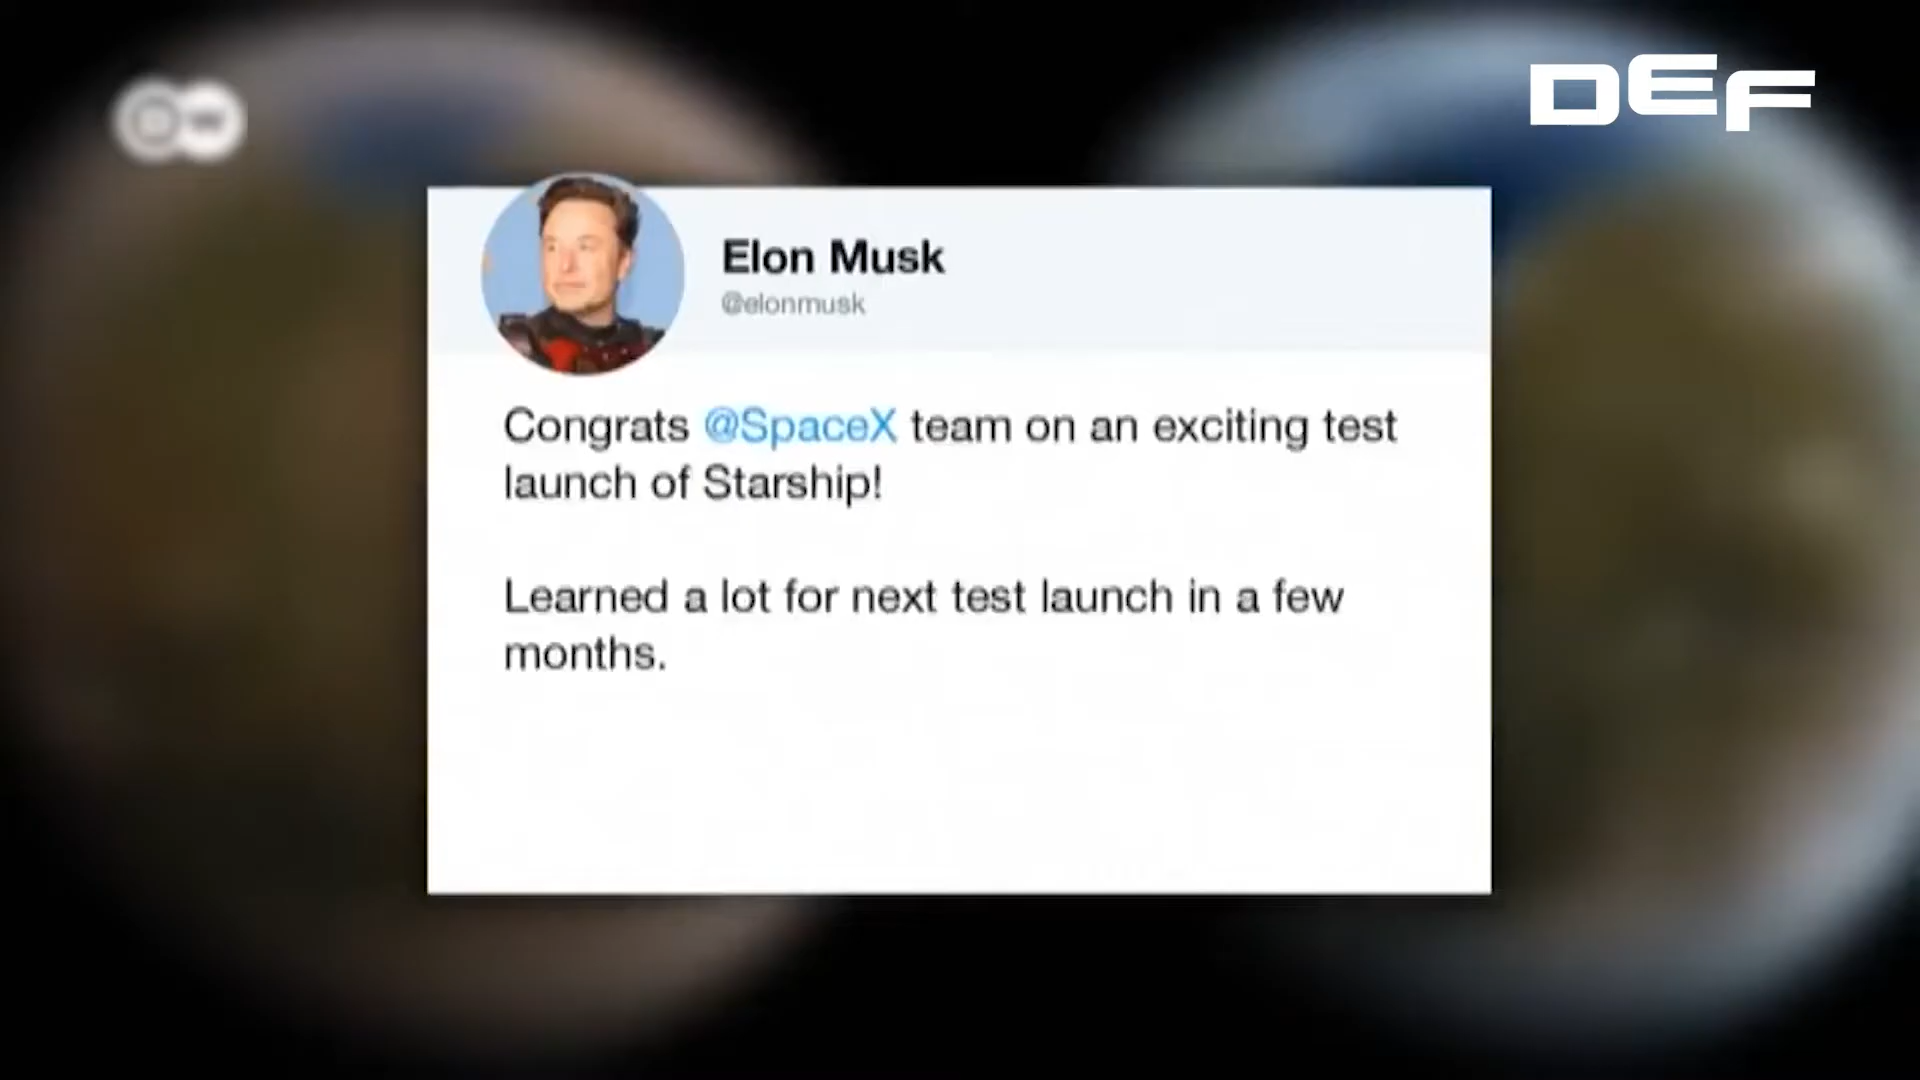 DEF
Elon Musk
@elonmusk
Congrats @SpaceX team on an exciting test
launch of Starship!
Learned a lot for next test launch in a few
months.